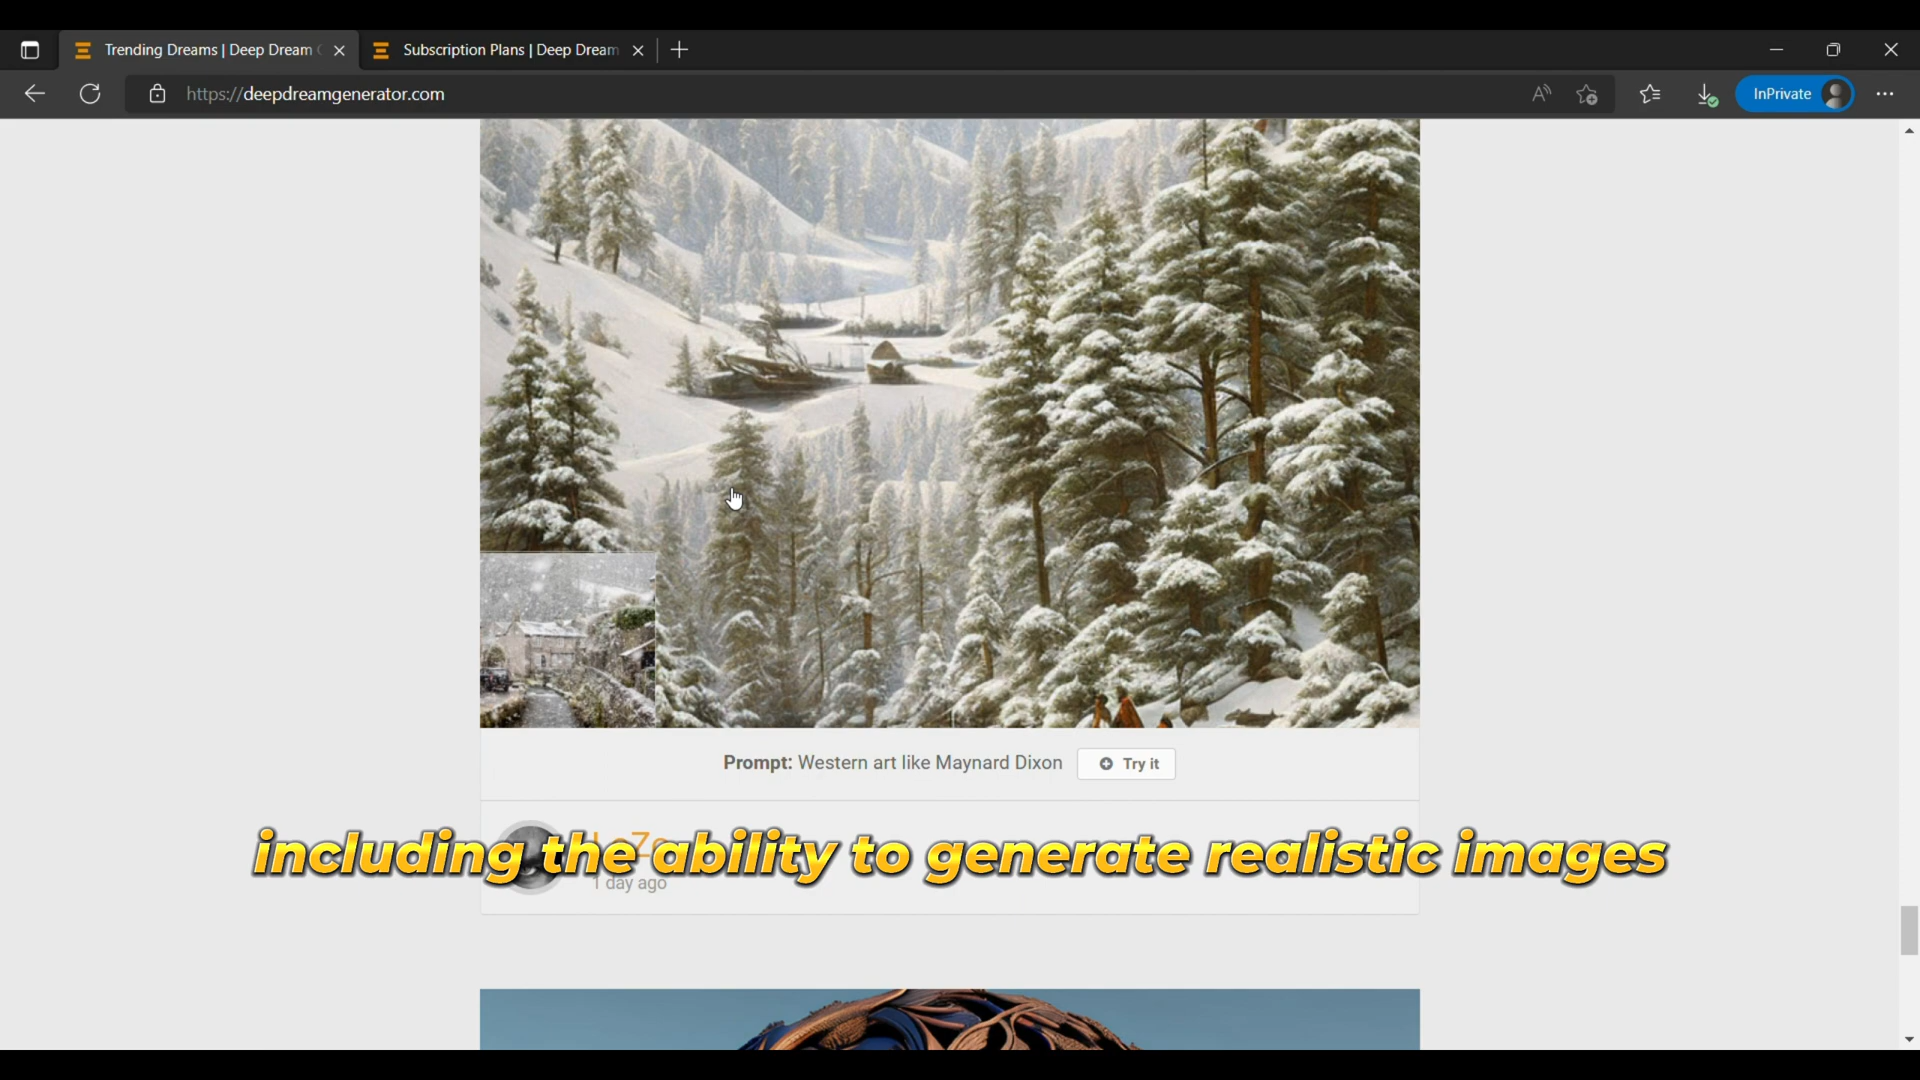 Trending Dreams | Deep Dream
Subscription Plans | Deep Dream
https://deepdreamgenerator.com
InPrivate
Prompt: Western art like Maynard Dixon
Try it
including the ability to generate realistic images
1 day ago